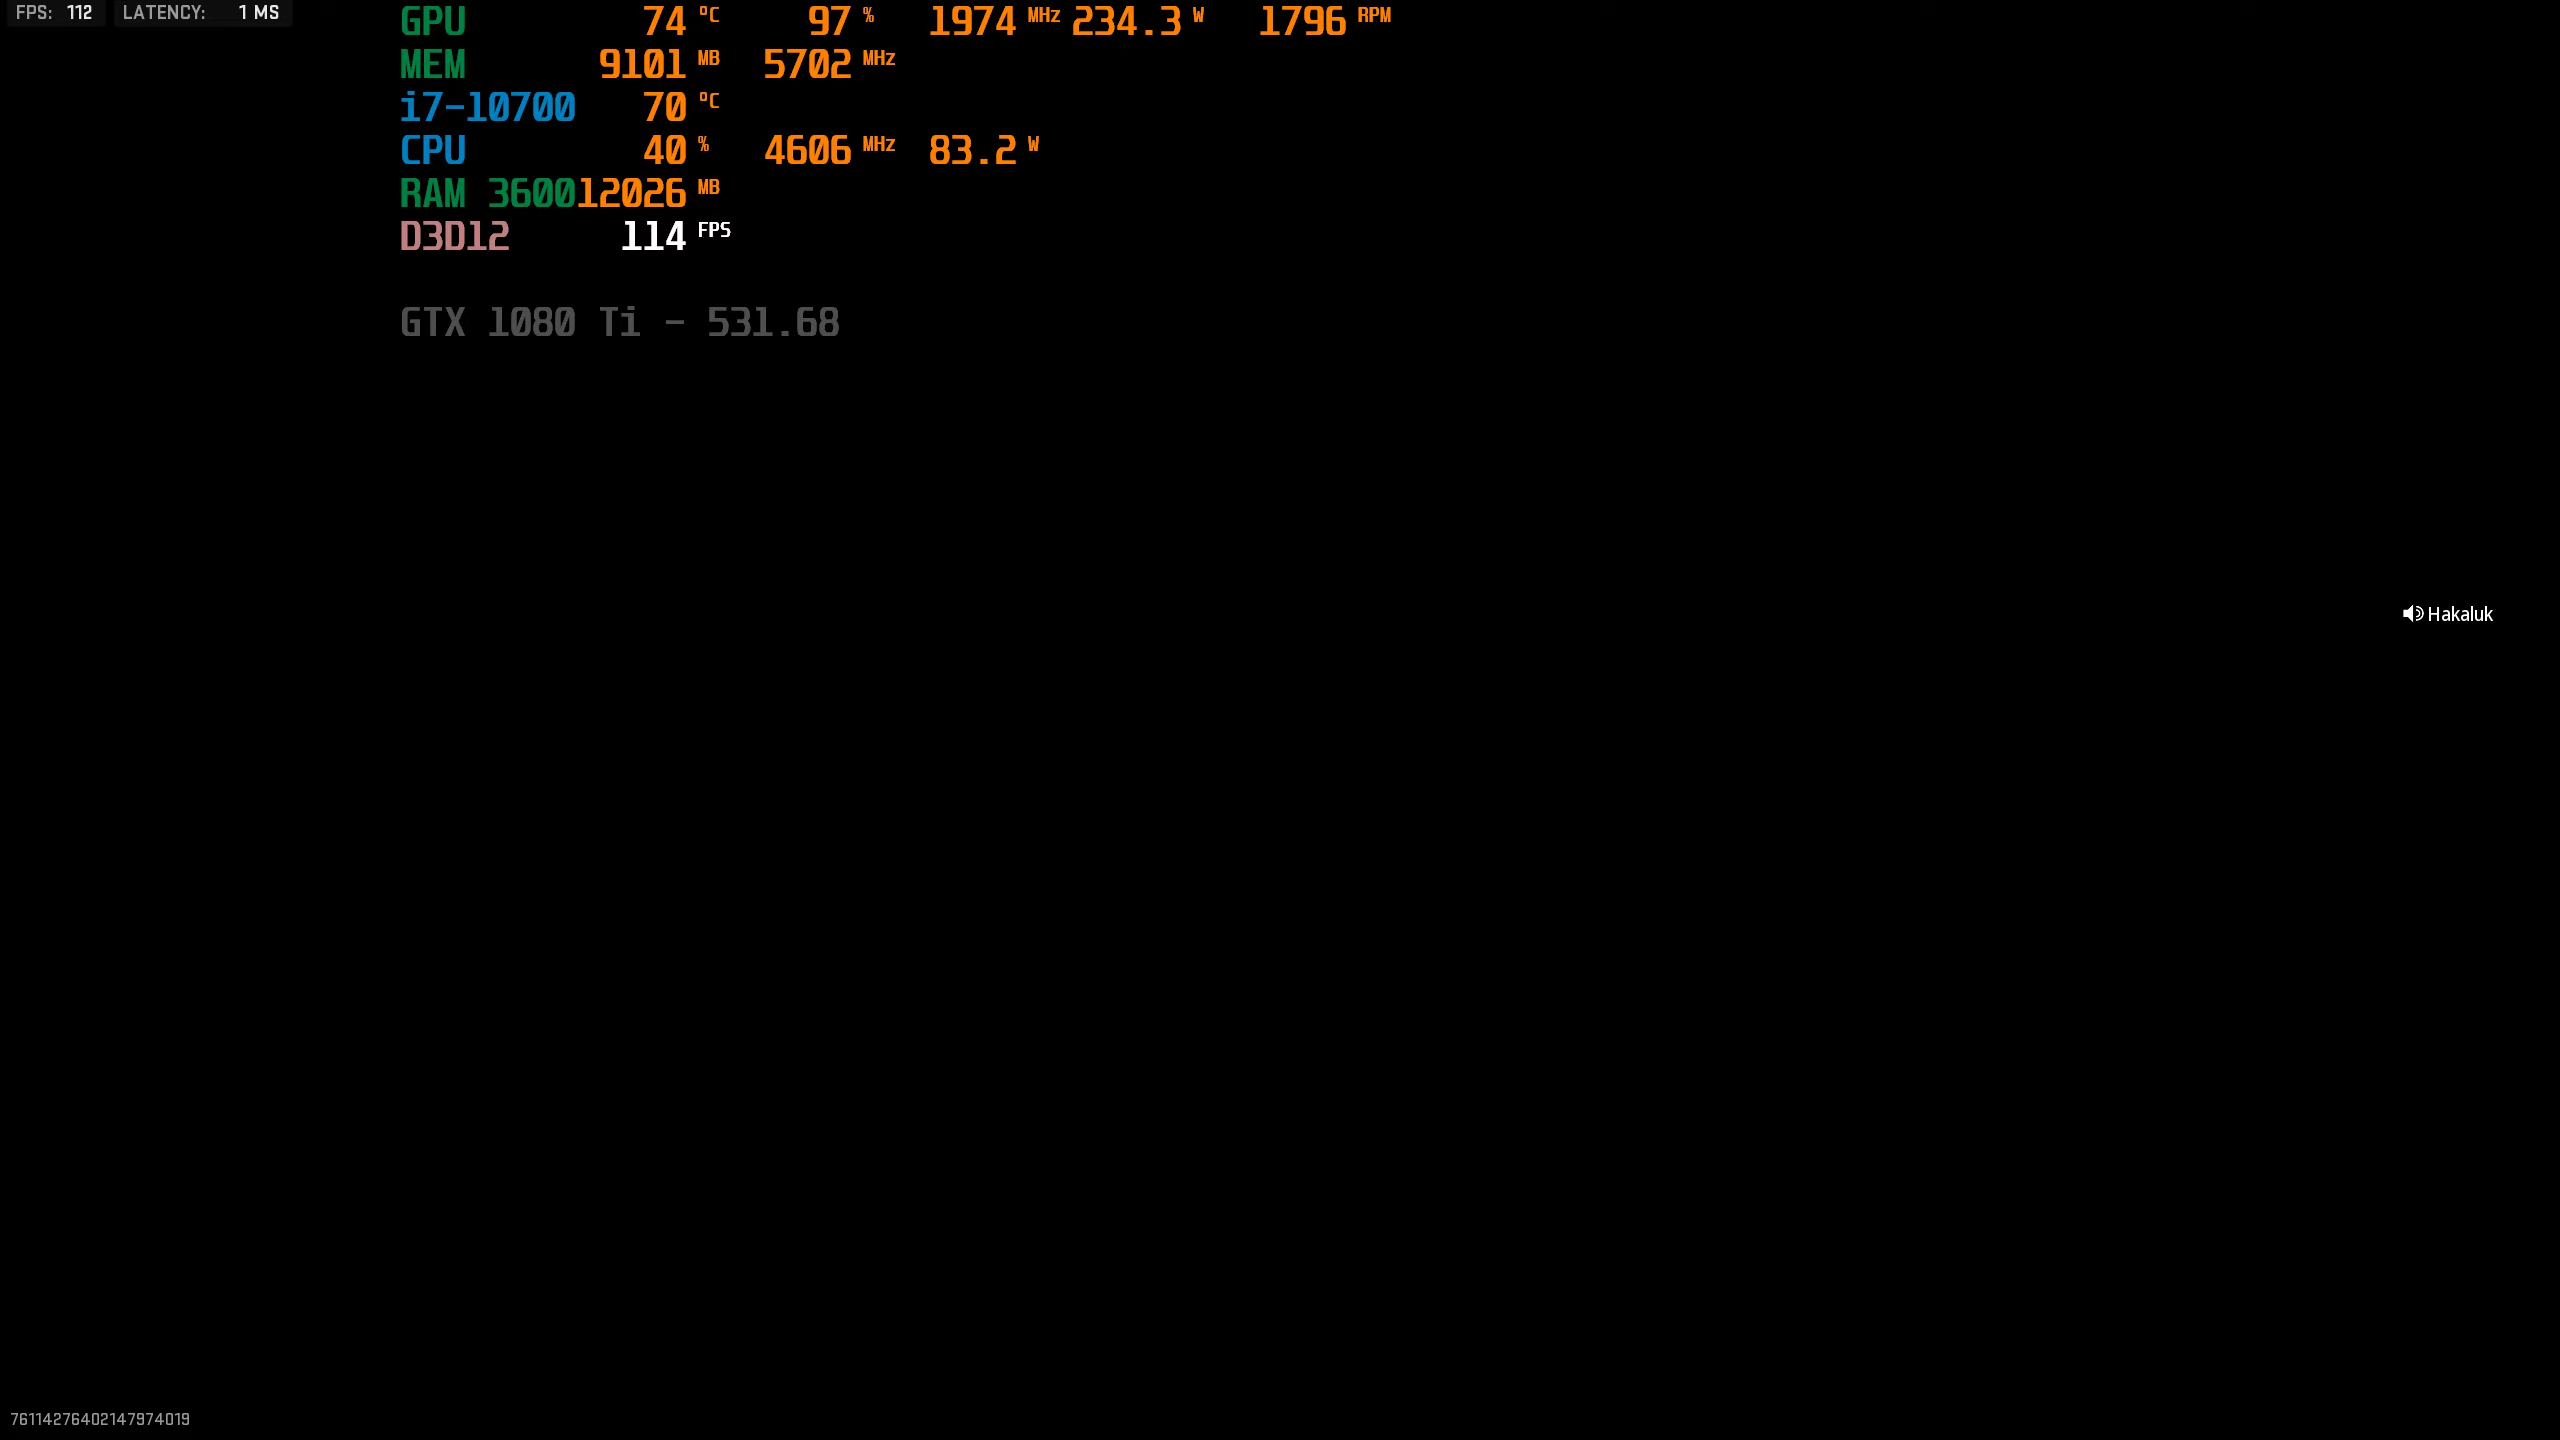 FPS: 112 LATENCY: 1 MS
GPU 74 °C 97 % 1974 MHz 234.3 W 1796 RPM
MEM 9101 MB 5702 MHz
i7-10700 70 °C
CPU 40 % 4606 MHz 83.2 W
RAM 3600 12026 MB
D3D12 114 FPS
GTX 1080 Ti - 531.68
Hakaluk
76114276402147974019